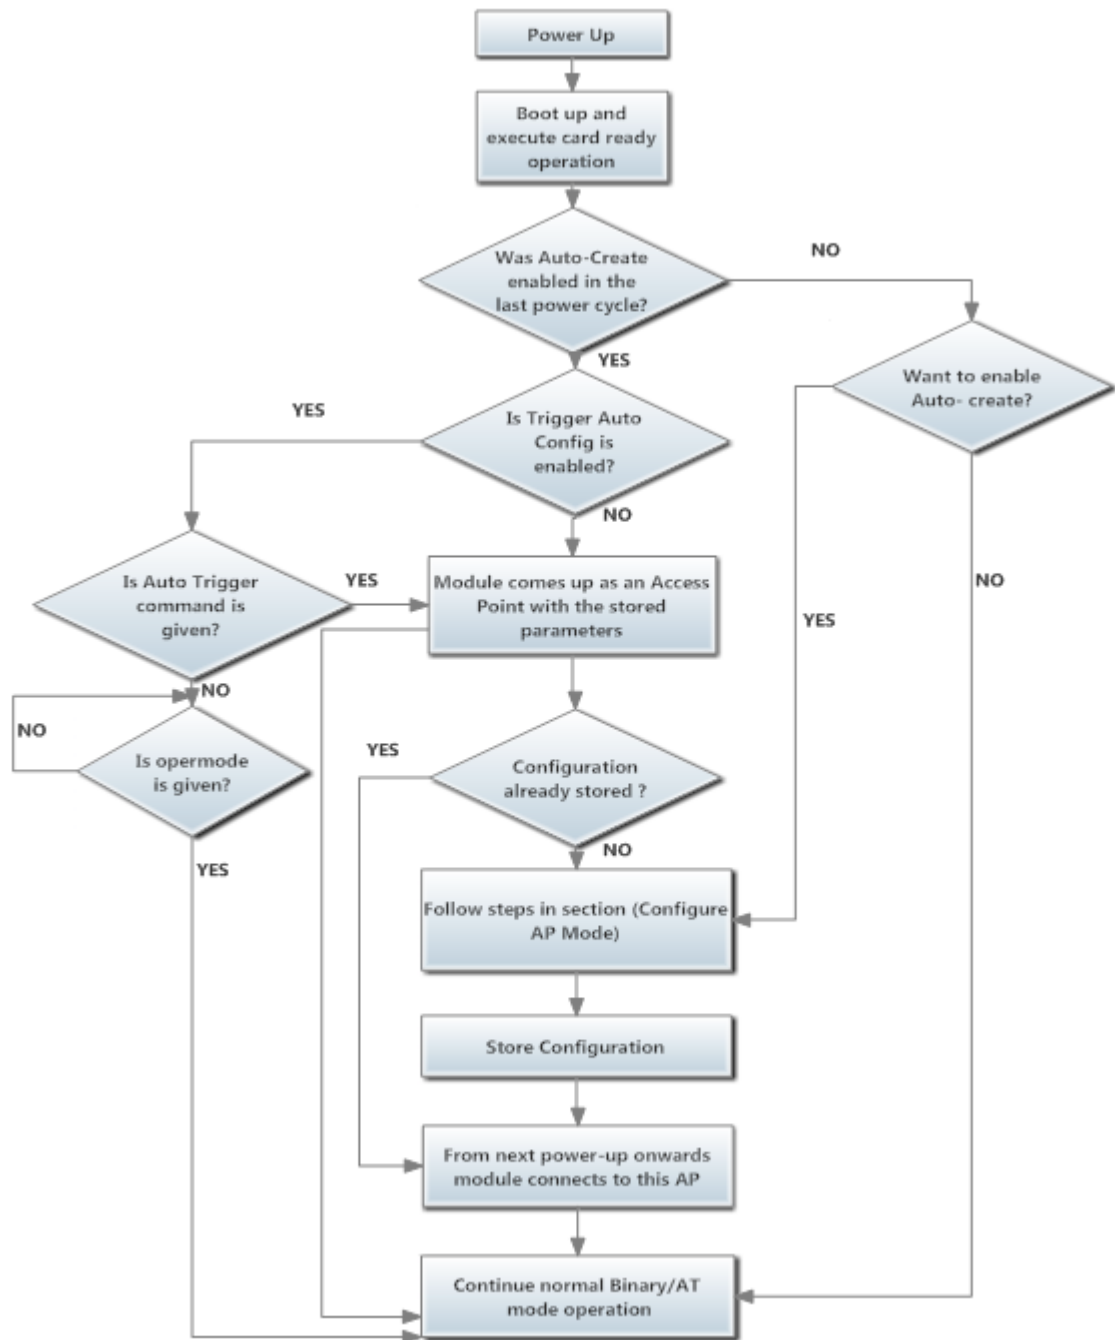 Power Up
Boot up and
execute card ready
operation
Was Auto-Create
enabled in the
last power cycle?
NO
YES
Want to enable
Auto- create?
YES
Is Trigger Auto
Config is
enabled?
NO
Is Auto Trigger
command is
given?
YES
Module comes up as an Access
Point with the stored
parameters
NO
YES
NO
NO
Is opermode
is given?
YES
YES
Configuration
already stored ?
NO
Follow steps in section (Configure
AP Mode)
Store Configuration
From next power-up onwards
module connects to this AP
Continue normal Binary/AT
mode operation